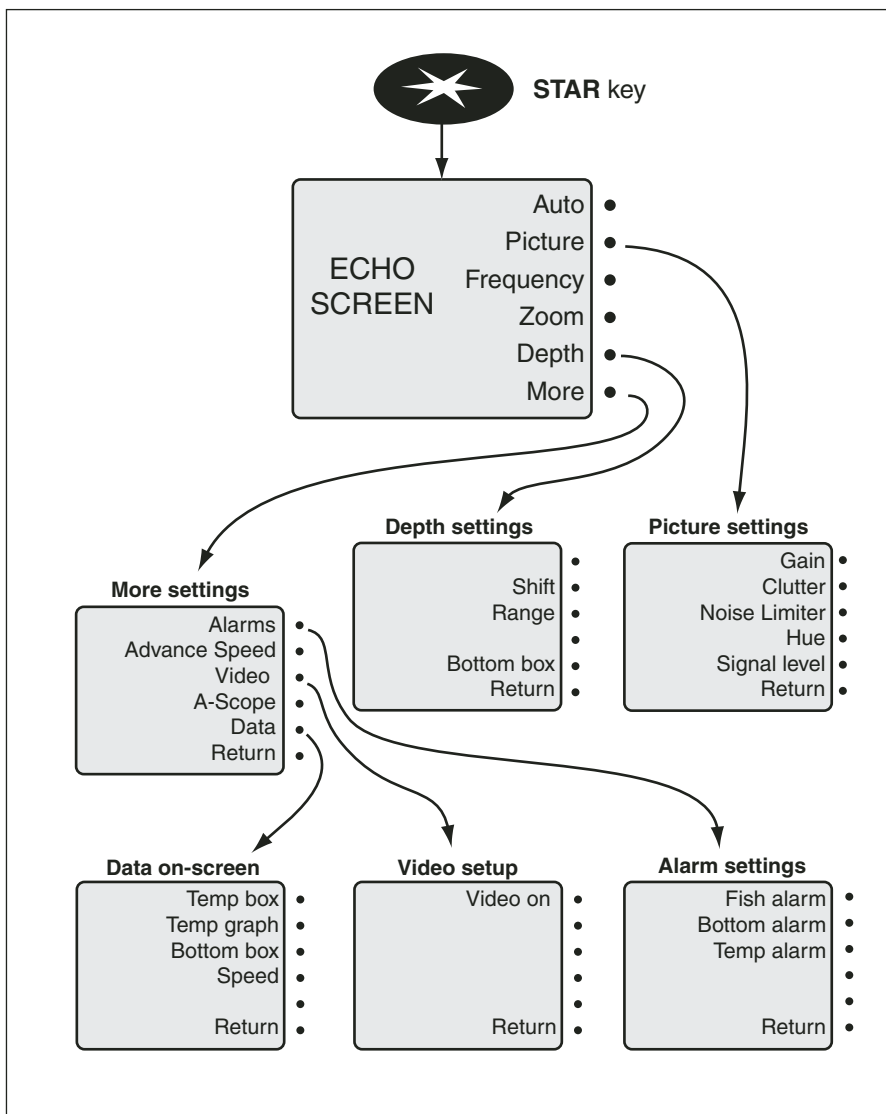 STAR key
ECHO
SCREEN
Auto
Picture
Frequency
Zoom
Depth
More
Depth settings
Shift
Range
Bottom box
Return
Picture settings
Gain
Clutter
Noise Limiter
Hue
Signal level
Return
More settings
Alarms
Advance Speed
Video
A-Scope
Data
Return
Data on-screen
Temp box
Temp graph
Bottom box
Speed
Return
Video setup
Video on
Return
Alarm settings
Fish alarm
Bottom alarm
Temp alarm
Return